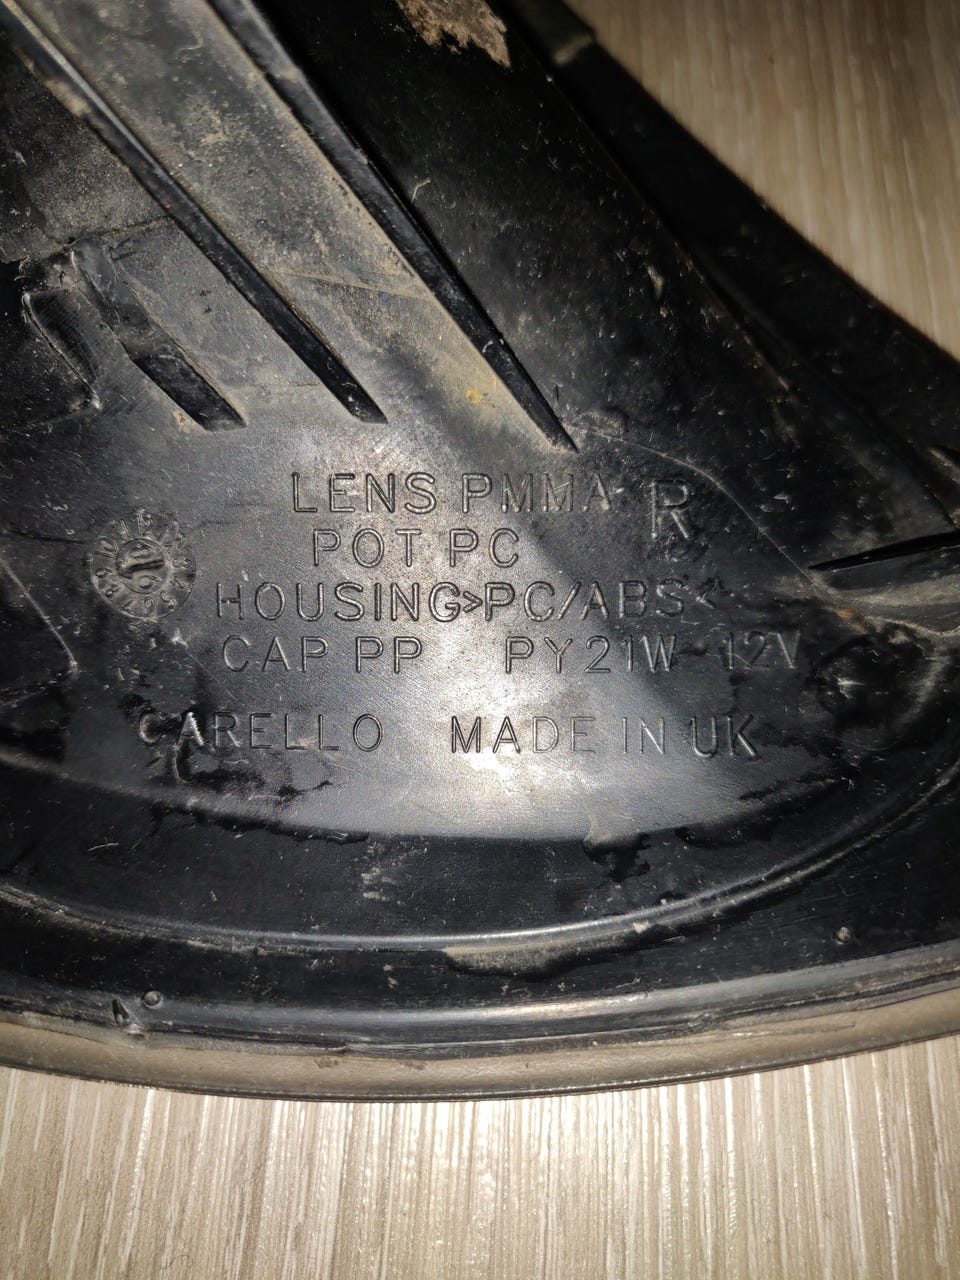 LENS PMMA R
POT PC
HOUSING>PC/ABS<
CAP PP PY21W 12V
CARELLO MADE IN UK